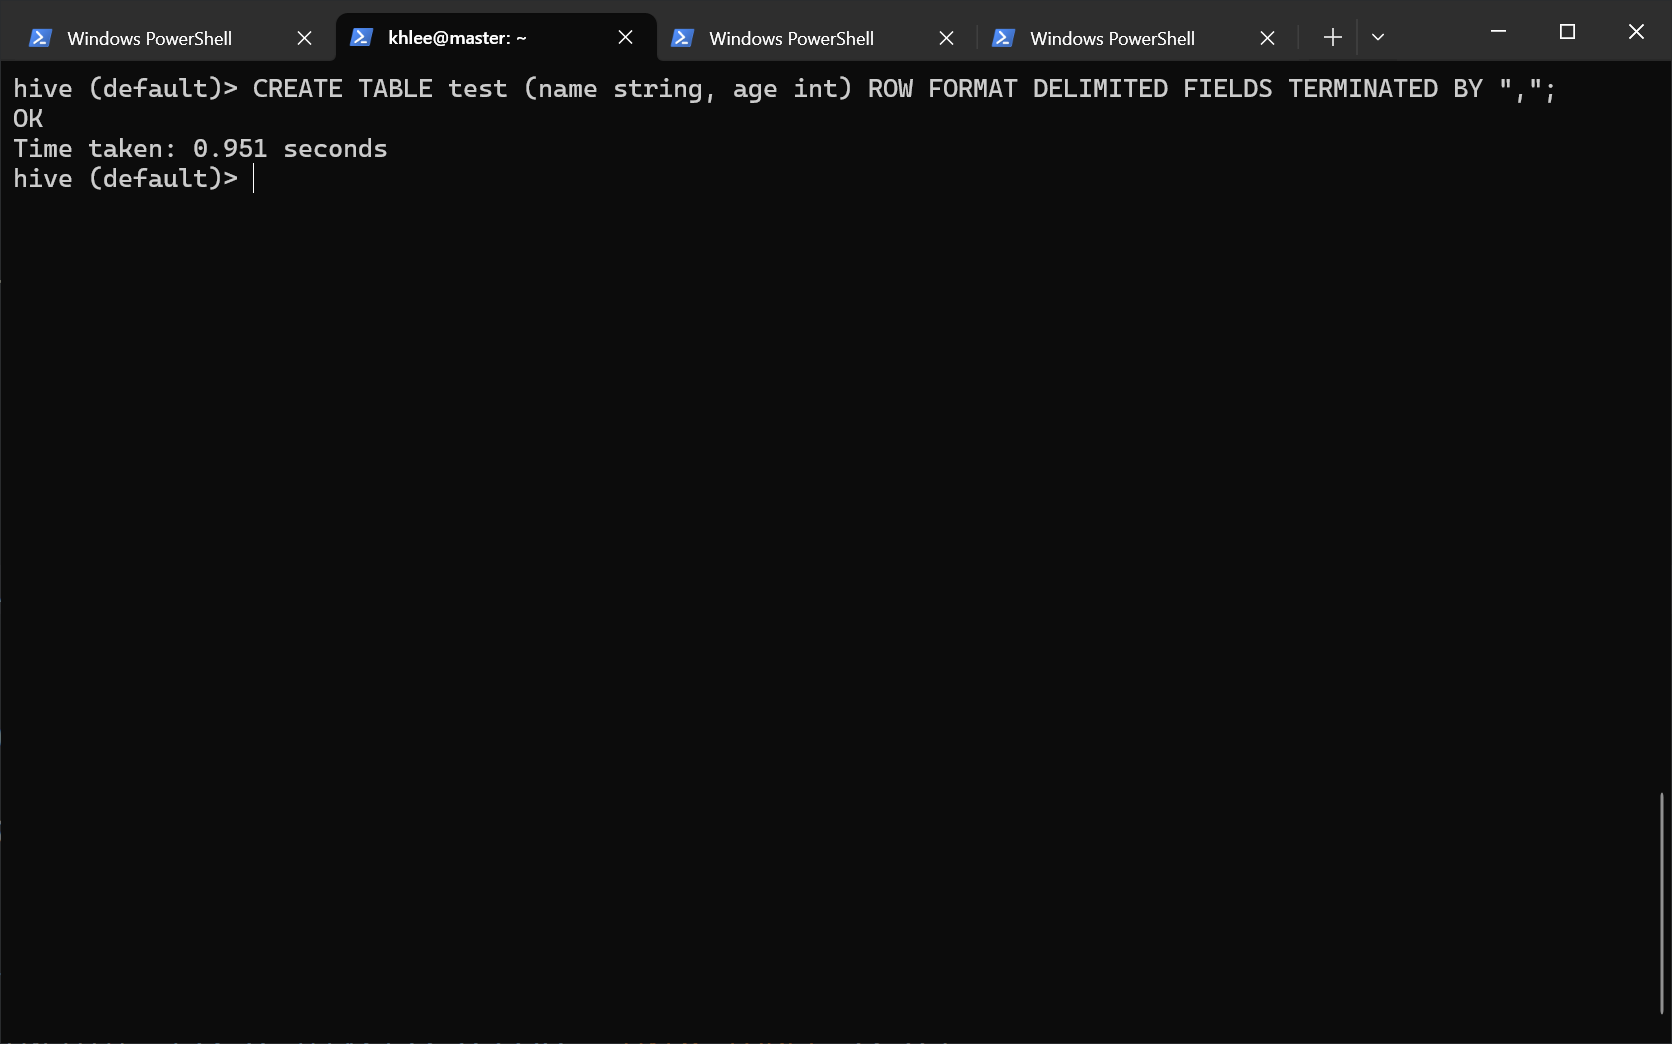 Windows PowerShell
khlee@master: ~
Windows PowerShell
Windows PowerShell
hive (default)> CREATE TABLE test (name string, age int) ROW FORMAT DELIMITED FIELDS TERMINATED BY ",";
OK
Time taken: 0.951 seconds
hive (default)>